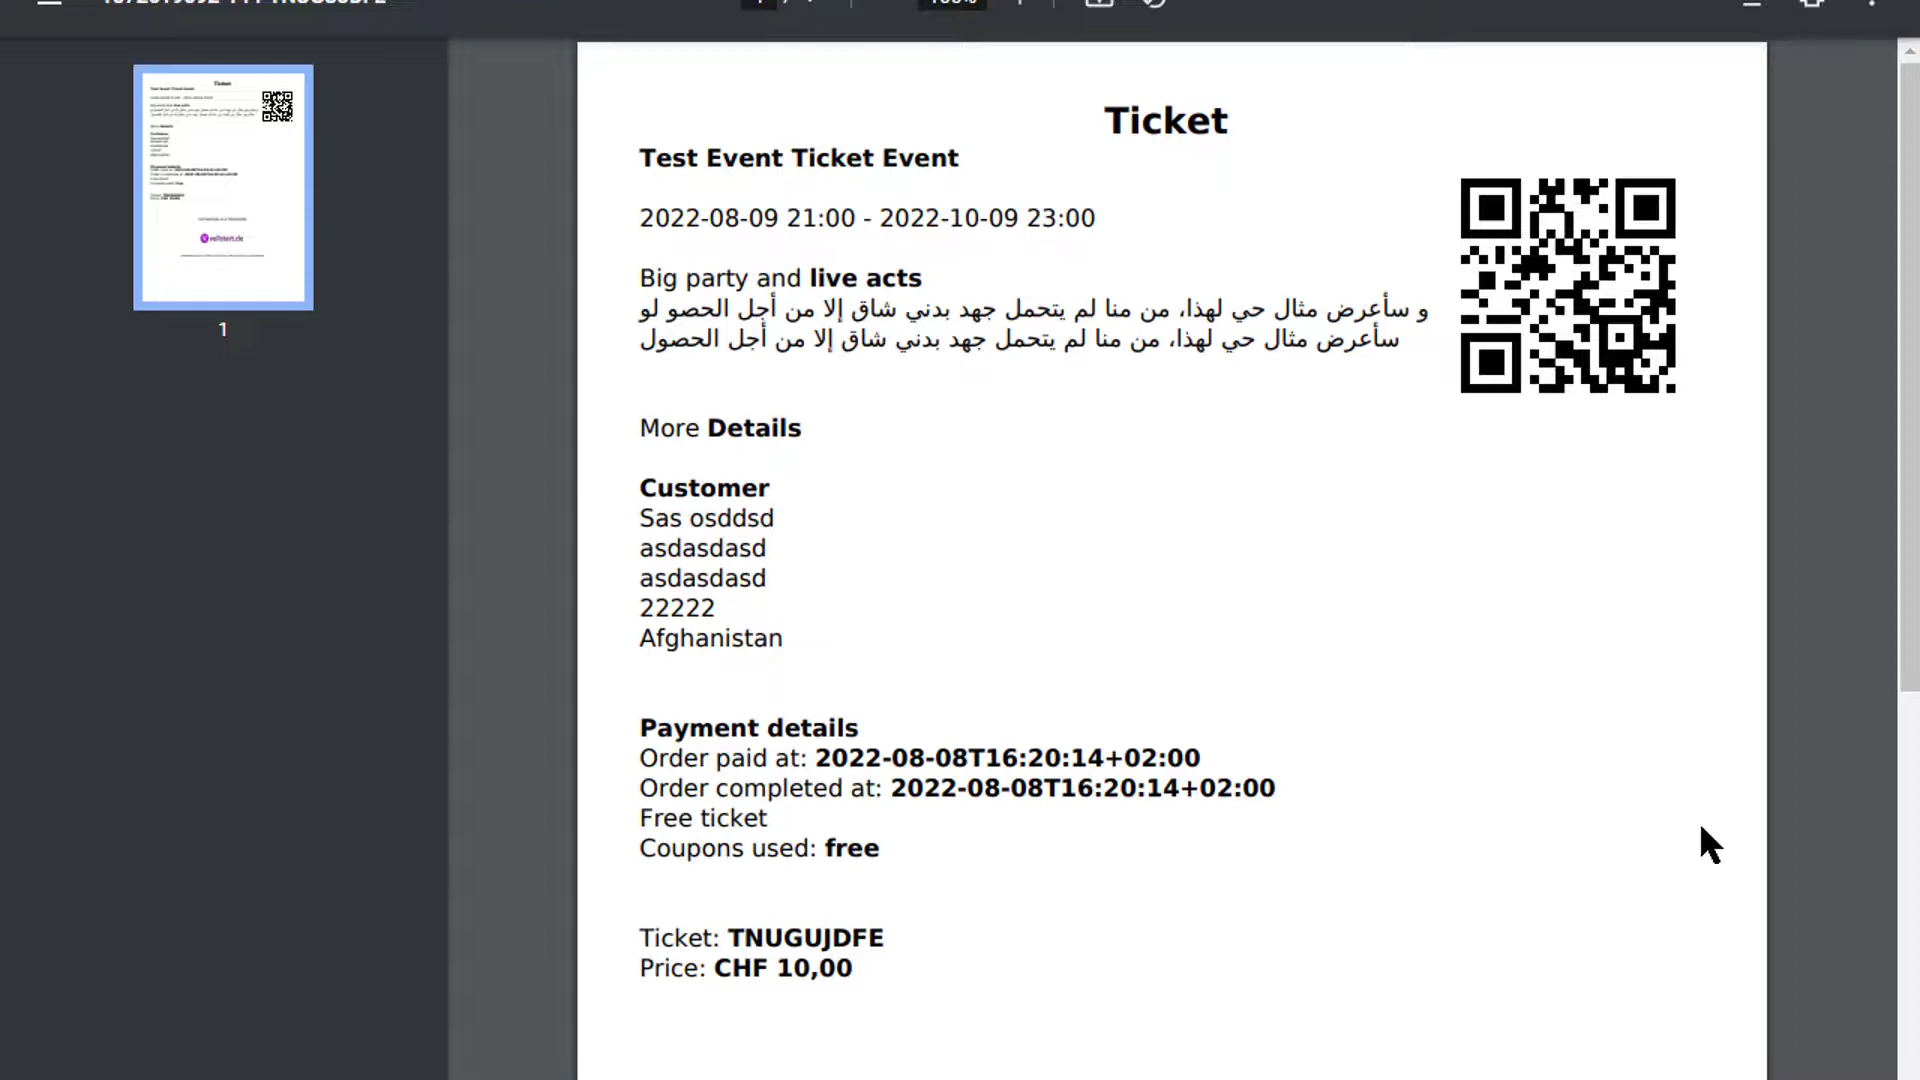 100%
Ticket
Test Event Ticket Event
2022-08-09 21:00 - 2022-10-09 23:00
Big party and live acts
و سأعرض مثال حي لهذا، من منا لم يتحمل جهد بدني شاق إلا من أجل الحصو لو
سأعرض مثال حي لهذا، من منا لم يتحمل جهد بدني شاق إلا من أجل الحصول
More Details
Customer
Sas osddsd
asdasdasd
asdasdasd
22222
Afghanistan
Payment details
Order paid at: 2022-08-08T16:20:14+02:00
Order completed at: 2022-08-08T16:20:14+02:00
Free ticket
Coupons used: free
Ticket: TNUGUJDFE
Price: CHF 10,00
Ticket
vollstart.de
1